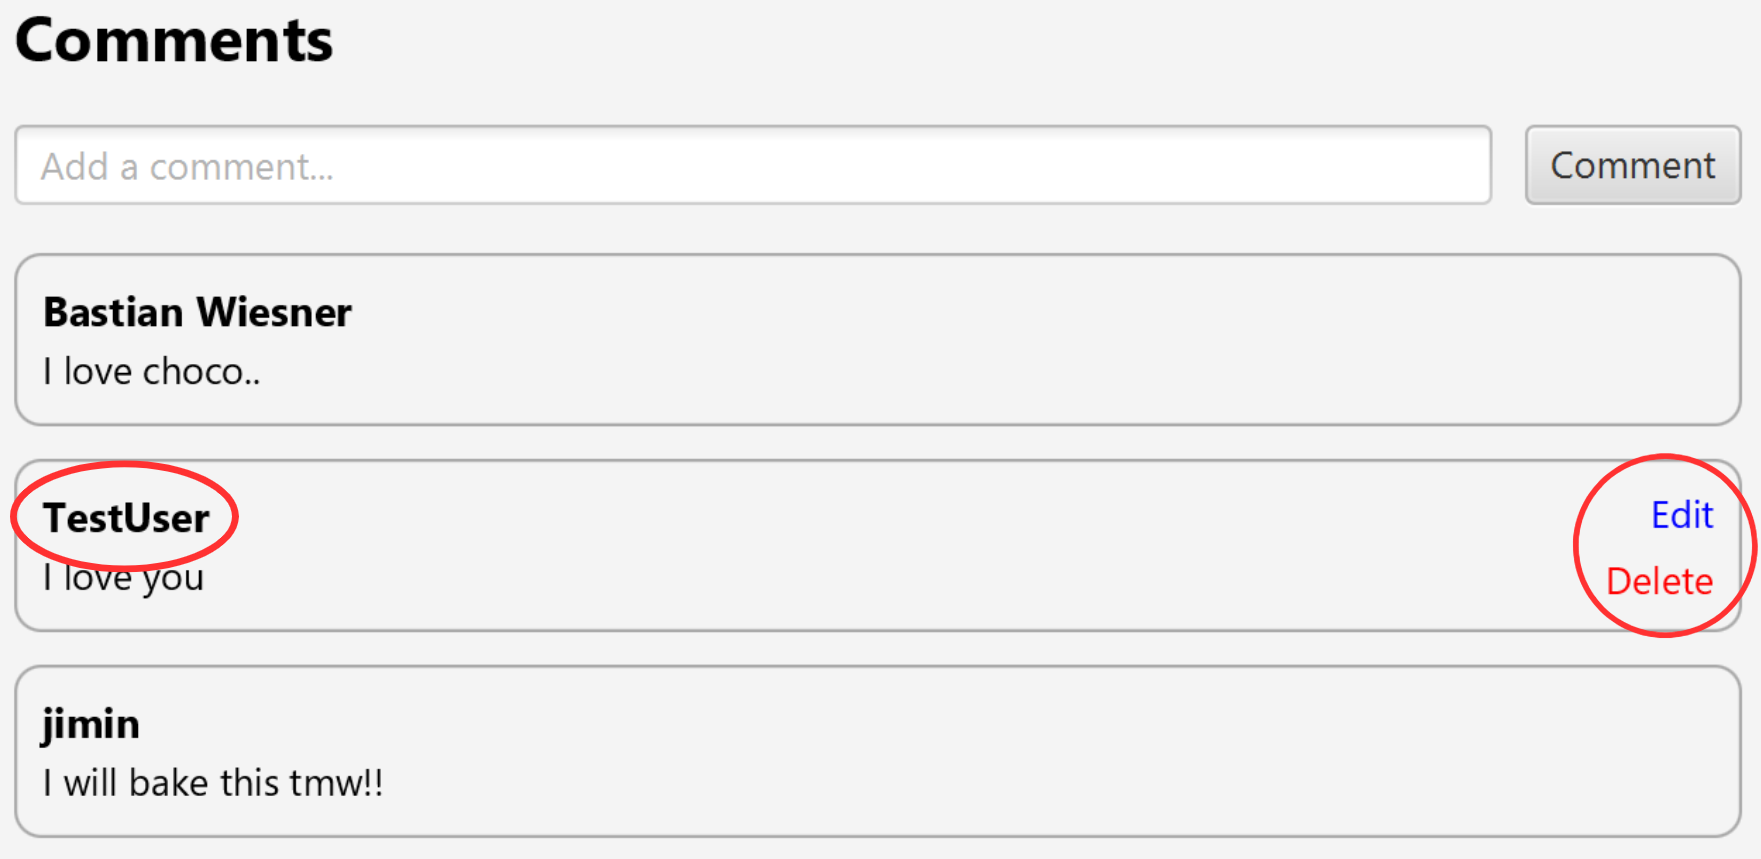 Comments
Add a comment...
Comment
Bastian Wiesner
I love choco..
TestUser
Edit
I love you
Delete
jimin
I will bake this tmw!!